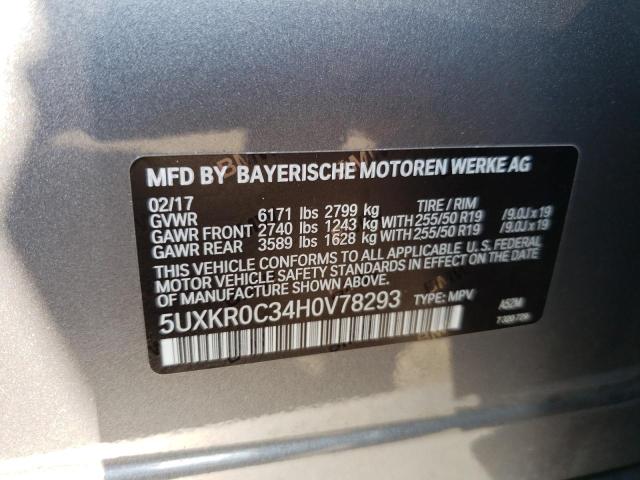 MFD BY BAYERISCHE MOTOREN WERKE AG
02/17 TIRE / RIM
GVWR 6171 lbs 2799 kg
GAWR FRONT 2740 lbs 1243 kg WITH 255/50 R19 /9.0J x 19
GAWR REAR 3589 lbs 1628 kg WITH 255/50 R19 /9.0J x 19
THIS VEHICLE CONFORMS TO ALL APPLICABLE U.S. FEDERAL
MOTOR VEHICLE SAFETY STANDARDS IN EFFECT ON THE DATE
OF MANUFACTURE SHOWN ABOVE.
5UXKR0C34H0V78293 TYPE: MPV A52M